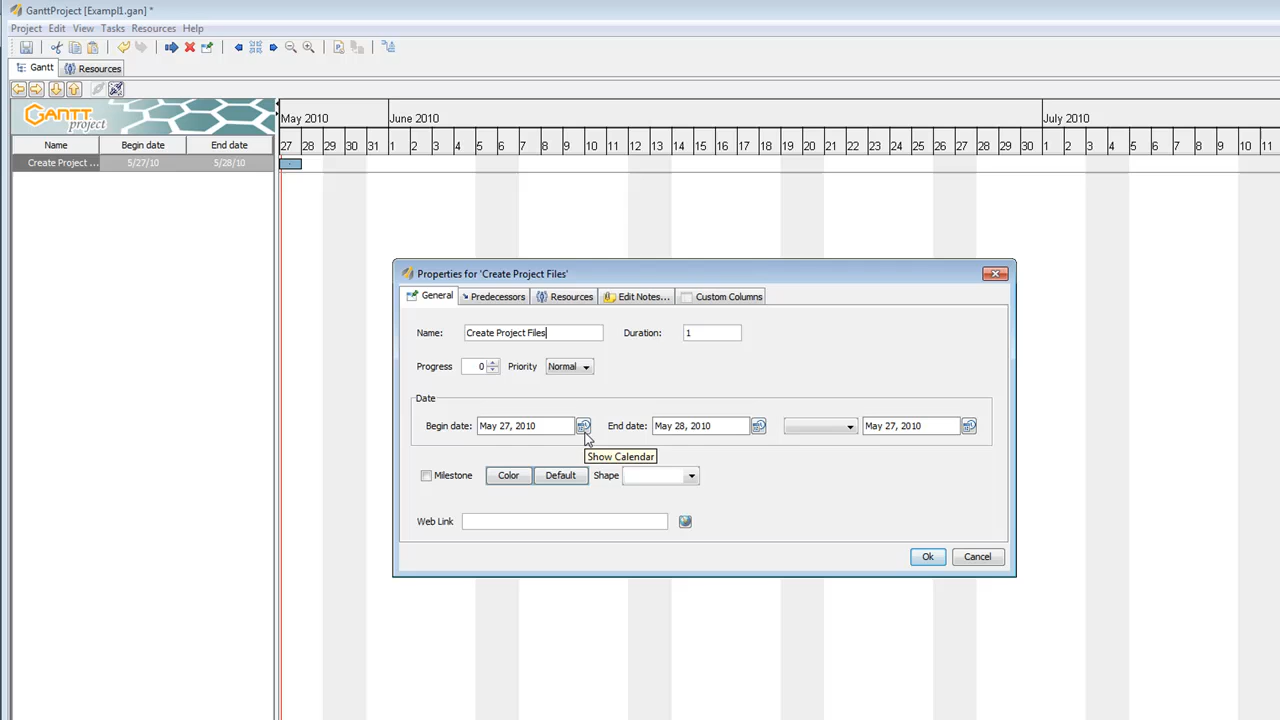 GanttProject [Exampl1.gan] *
Project Edit View Tasks Resources Help
Gantt Resources
GANTT project
May 2010 June 2010 July 2010
Name Begin date End date 27 28 29 30 31 1 2 3 4 5 6 7 8 9 10 11 12 13 14 15 16 17 18 19 20 21 22 23 24 25 26 27 28 29 30 1 2 3 4 5 6 7 8 9 10 11
Create Project ... 5/27/10 5/28/10
Properties for 'Create Project Files'
General Predecessors Resources Edit Notes... Custom Columns
Name: Create Project Files Duration: 1
Progress 0 Priority Normal
Date
Begin date: May 27, 2010 End date: May 28, 2010 May 27, 2010
Show Calendar
Milestone Color Default Shape
Web Link
Ok Cancel